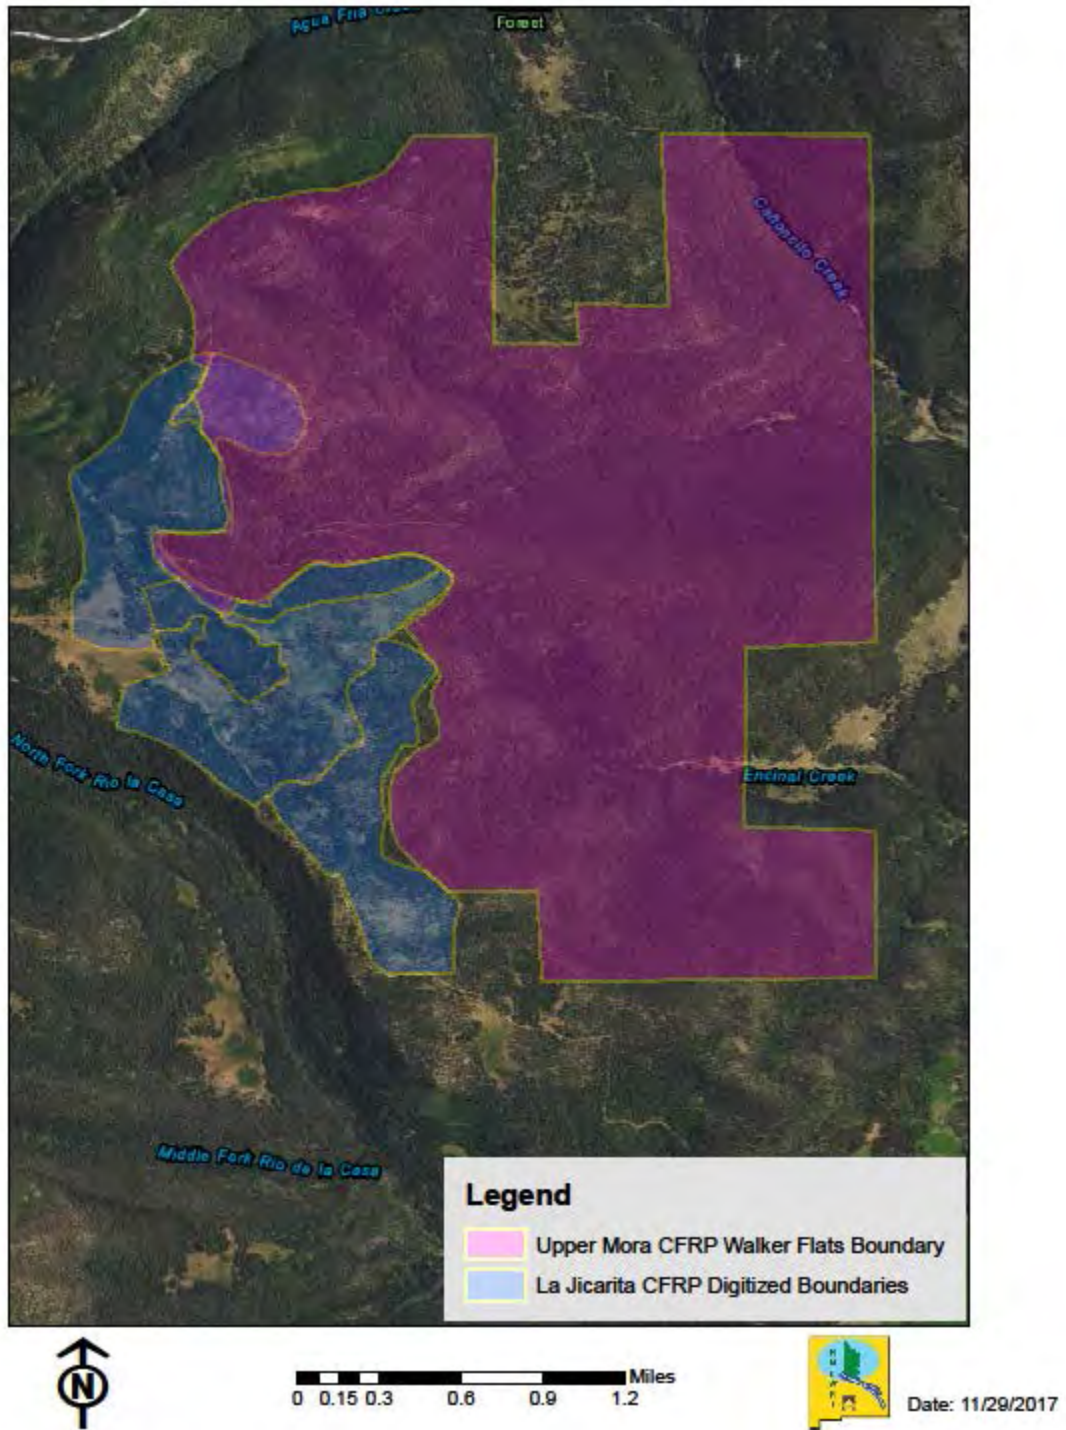 Agua Fria Creek
Forest
Cañoncito Creek
North Fork Rio la Casa
Encinal Creek
Middle Fork Rio de la Casa
Legend
Upper Mora CFRP Walker Flats Boundary
La Jicarita CFRP Digitized Boundaries
N
Miles
0 0.15 0.3 0.6 0.9 1.2
Date: 11/29/2017